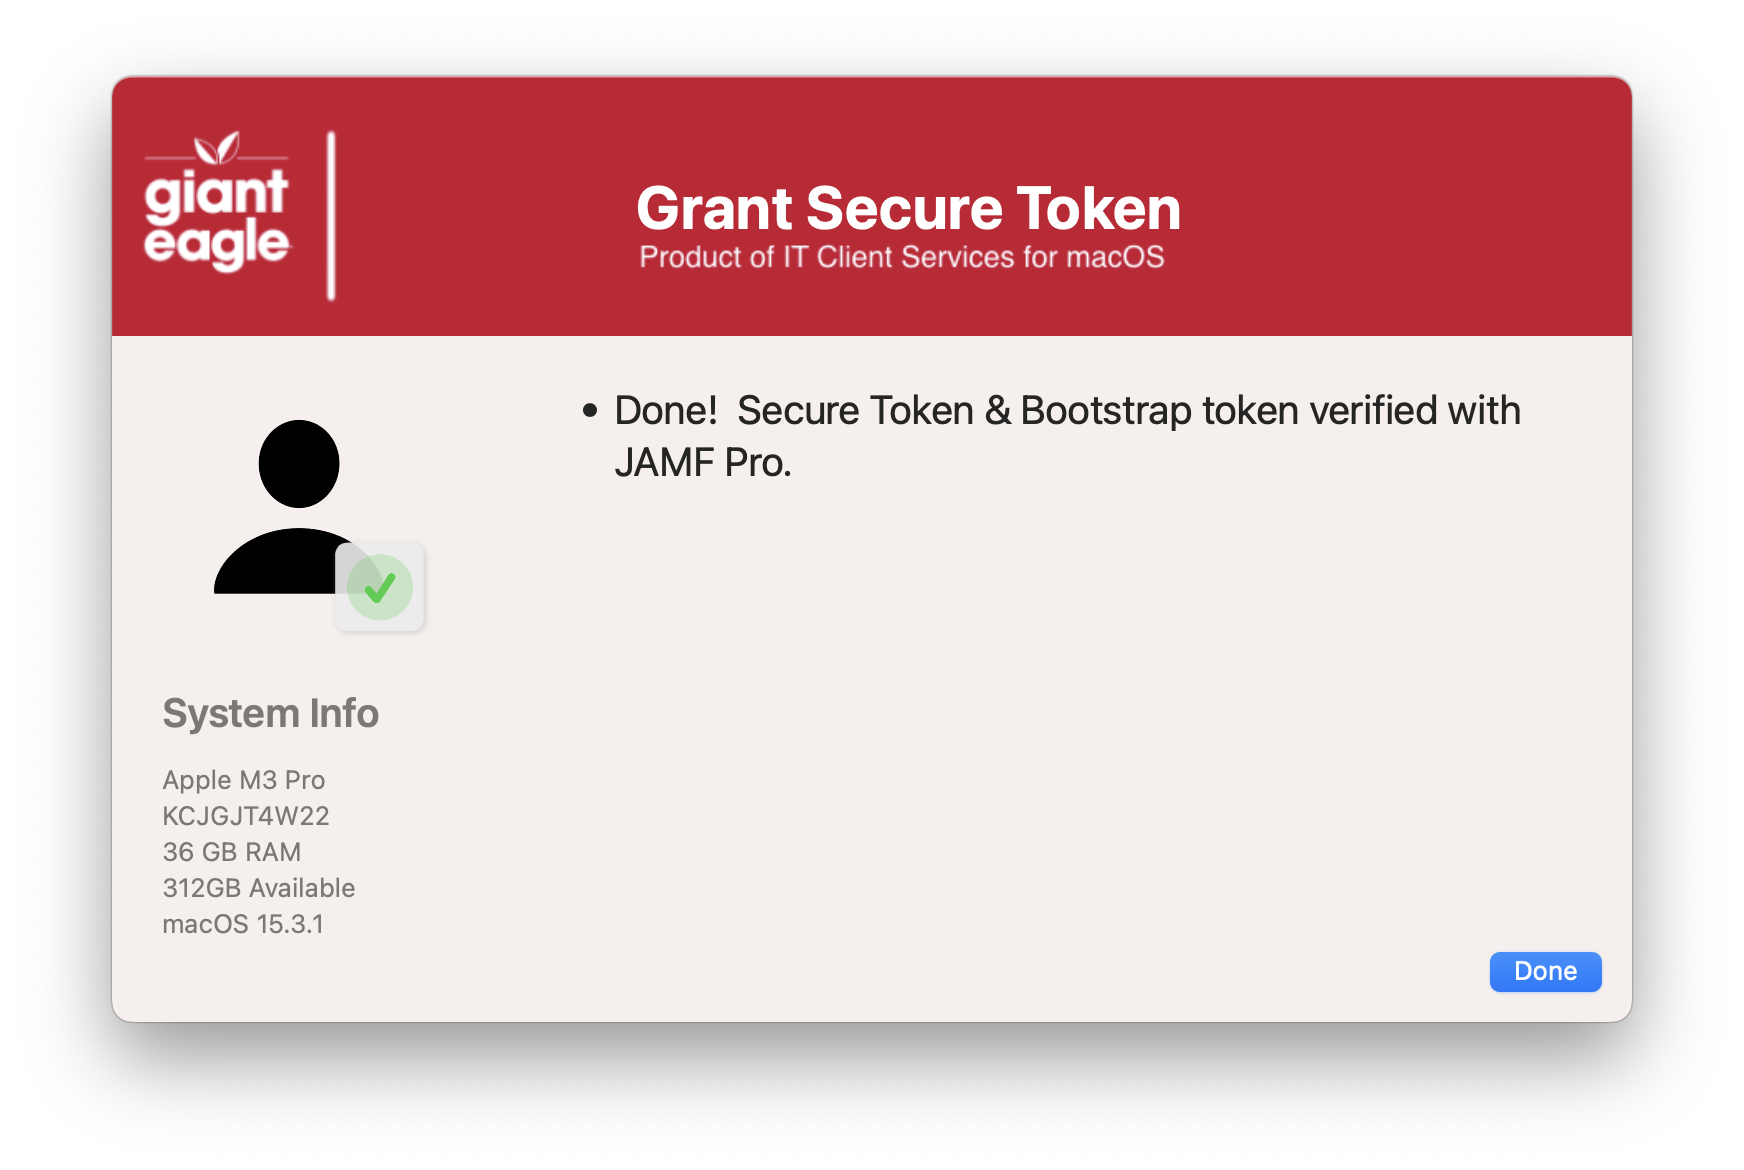 giant
eagle
Grant Secure Token
Product of IT Client Services for macOS
• Done!  Secure Token & Bootstrap token verified with
JAMF Pro.
System Info
Apple M3 Pro
KCJGJT4W22
36 GB RAM
312GB Available
macOS 15.3.1
Done